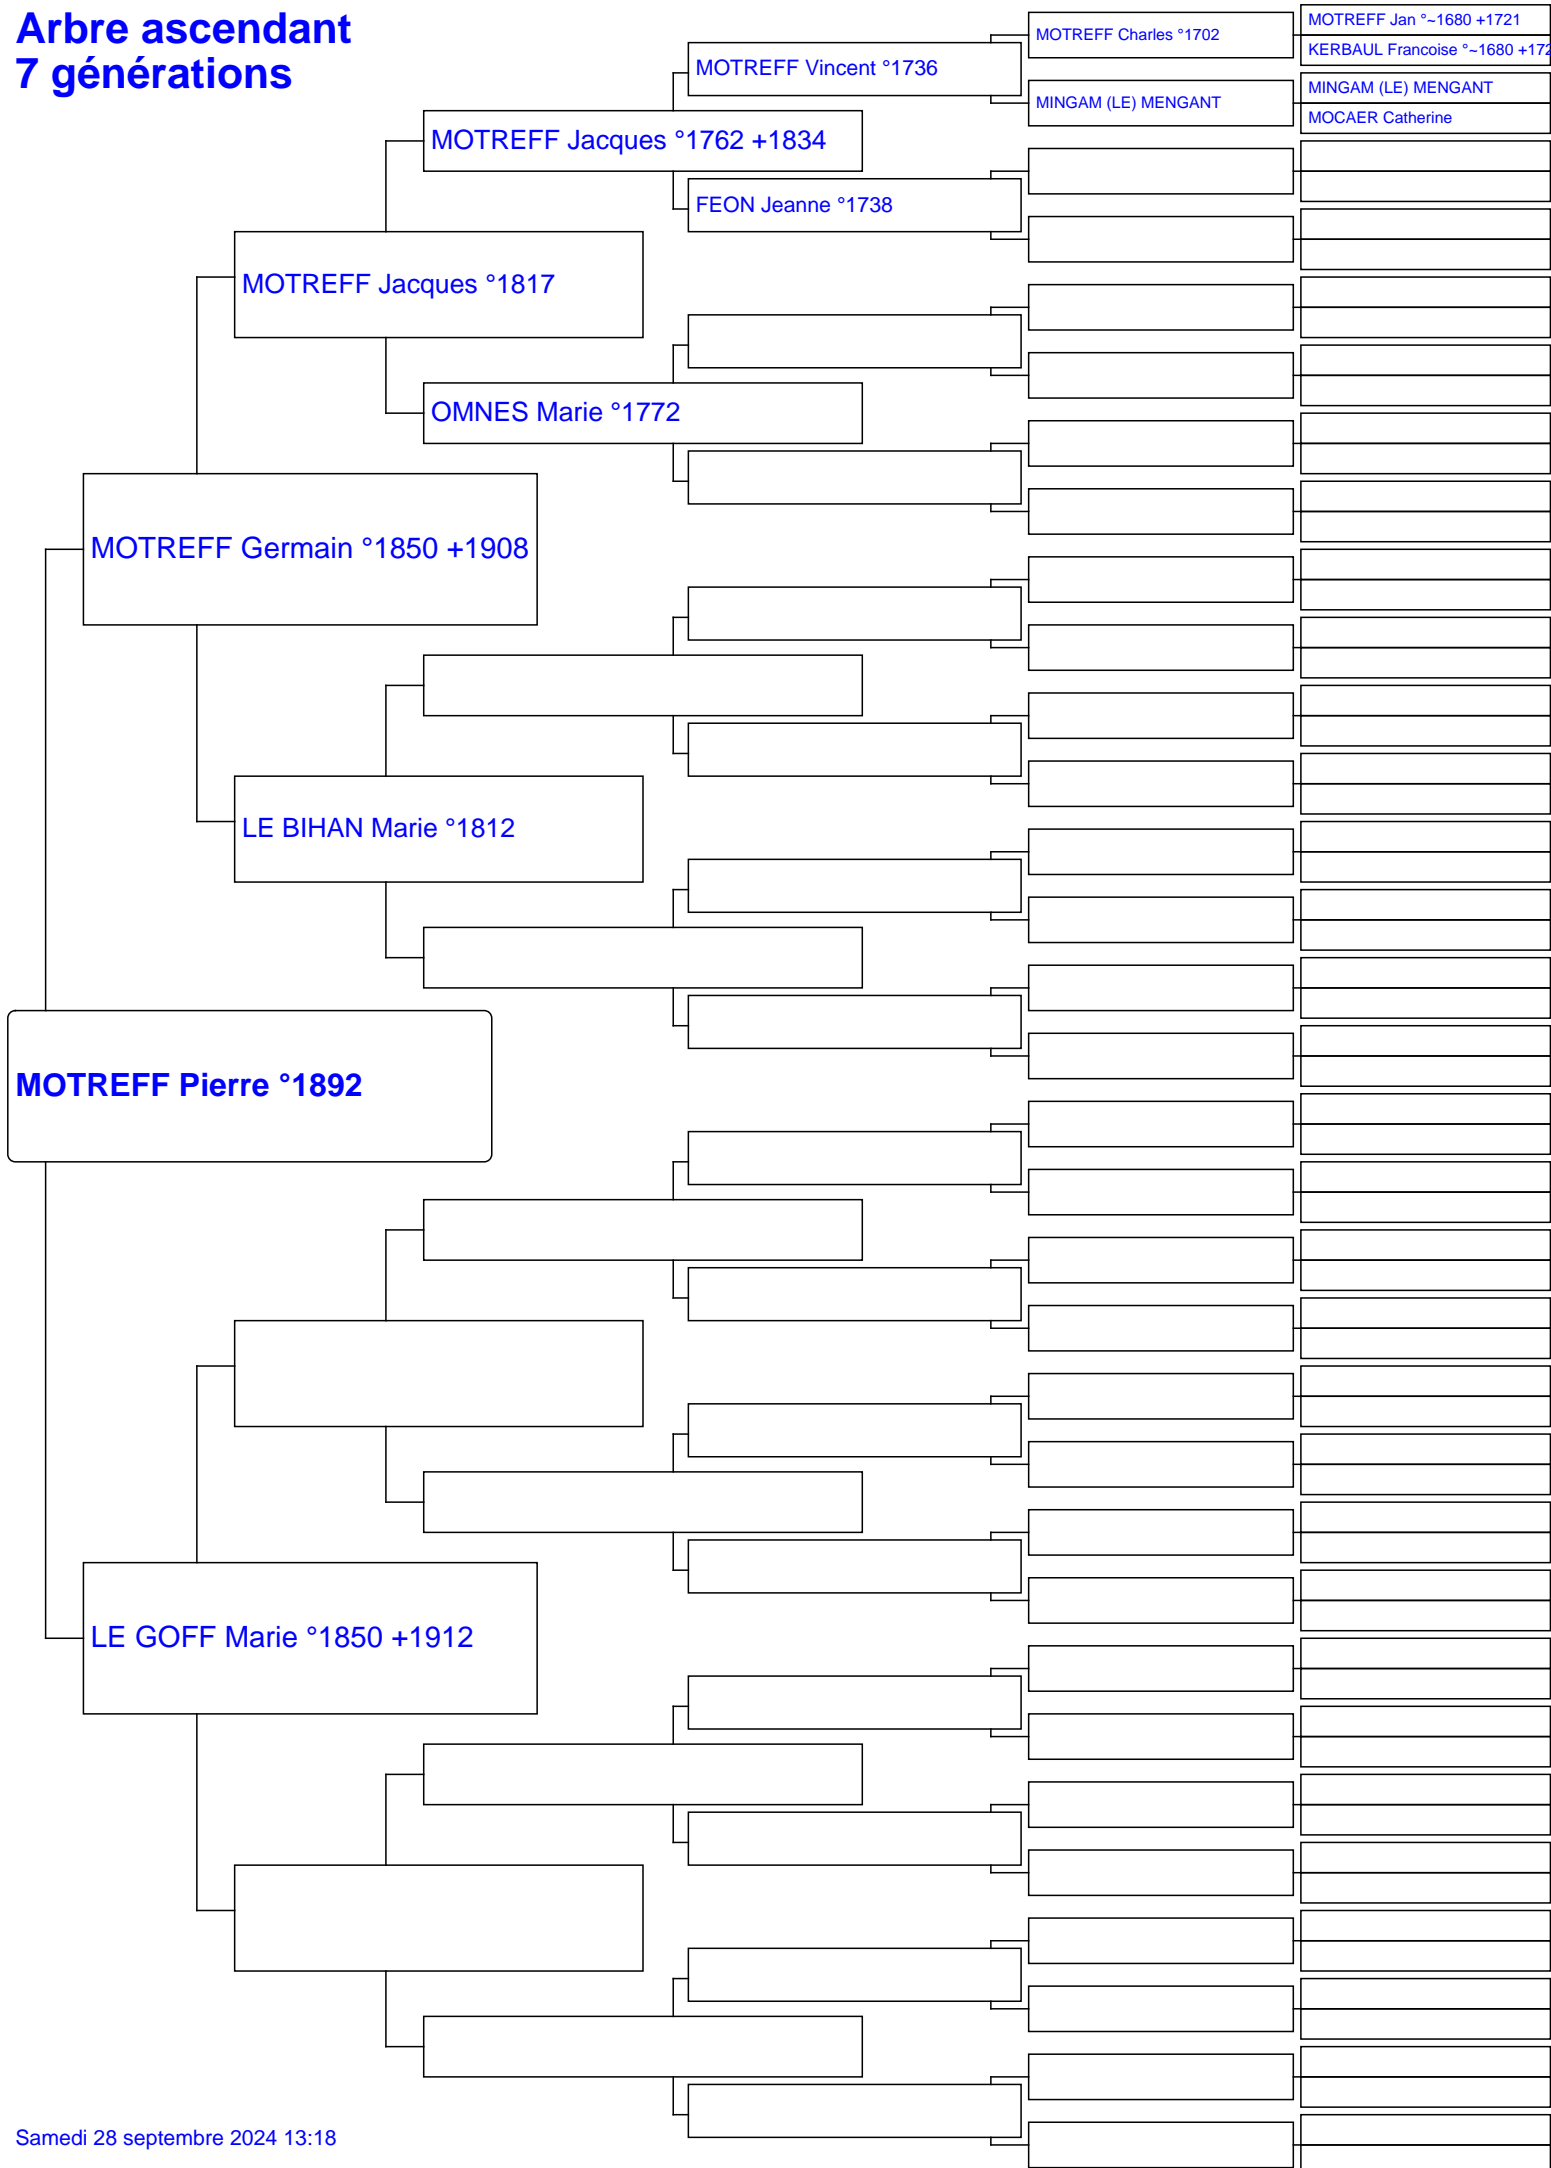 Arbre ascendant
7 générations
MOTREFF Jan °~1680 +1721
MOTREFF Charles °1702
KERBAUL Francoise °~1680 +172
MOTREFF Vincent °1736
MINGAM (LE) MENGANT
MINGAM (LE) MENGANT
MOCAER Catherine
MOTREFF Jacques °1762 +1834
FEON Jeanne °1738
MOTREFF Jacques °1817
OMNES Marie °1772
MOTREFF Germain °1850 +1908
LE BIHAN Marie °1812
MOTREFF Pierre °1892
LE GOFF Marie °1850 +1912
Samedi 28 septembre 2024 13:18